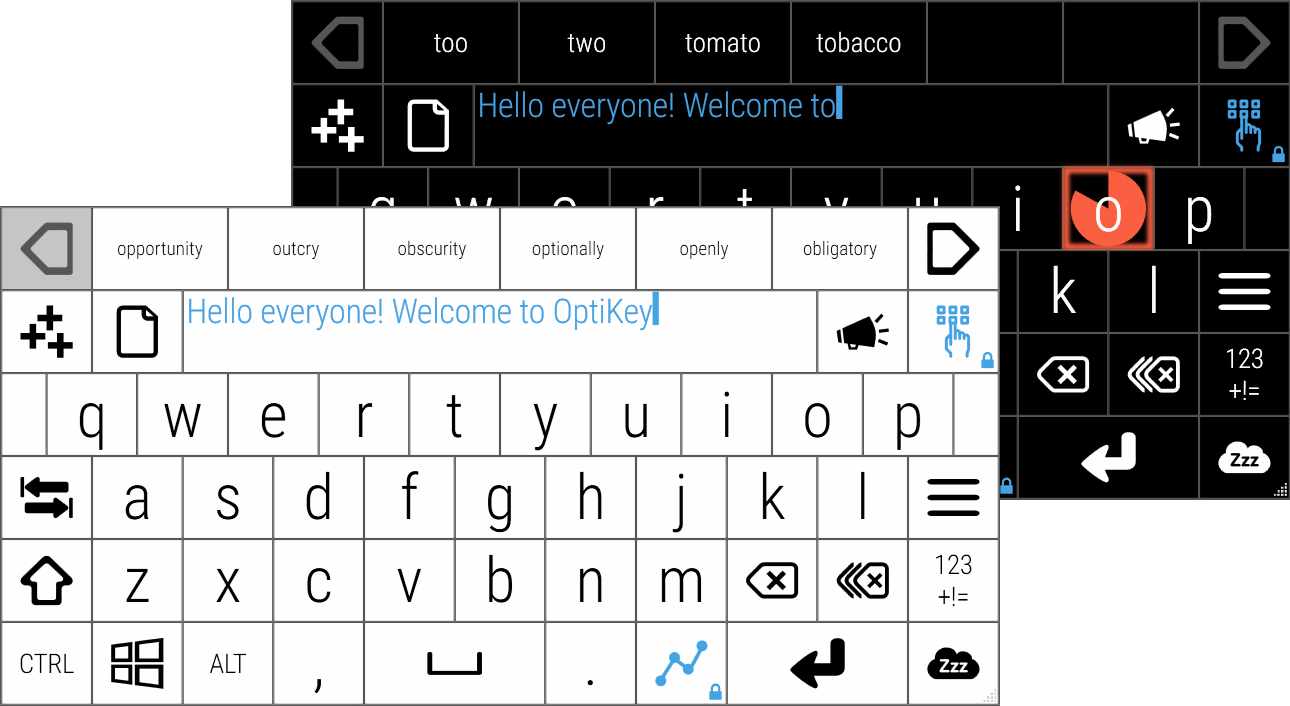 too two tomato tobacco
Hello everyone! Welcome to
q w e r t y u i o p
k l
123
+!=
Zzz
opportunity outcry obscurity optionally openly obligatory
Hello everyone! Welcome to OptiKey
q w e r t y u i o p
a s d f g h j k l
z x c v b n m 123
+!=
CTRL ALT , . Zzz